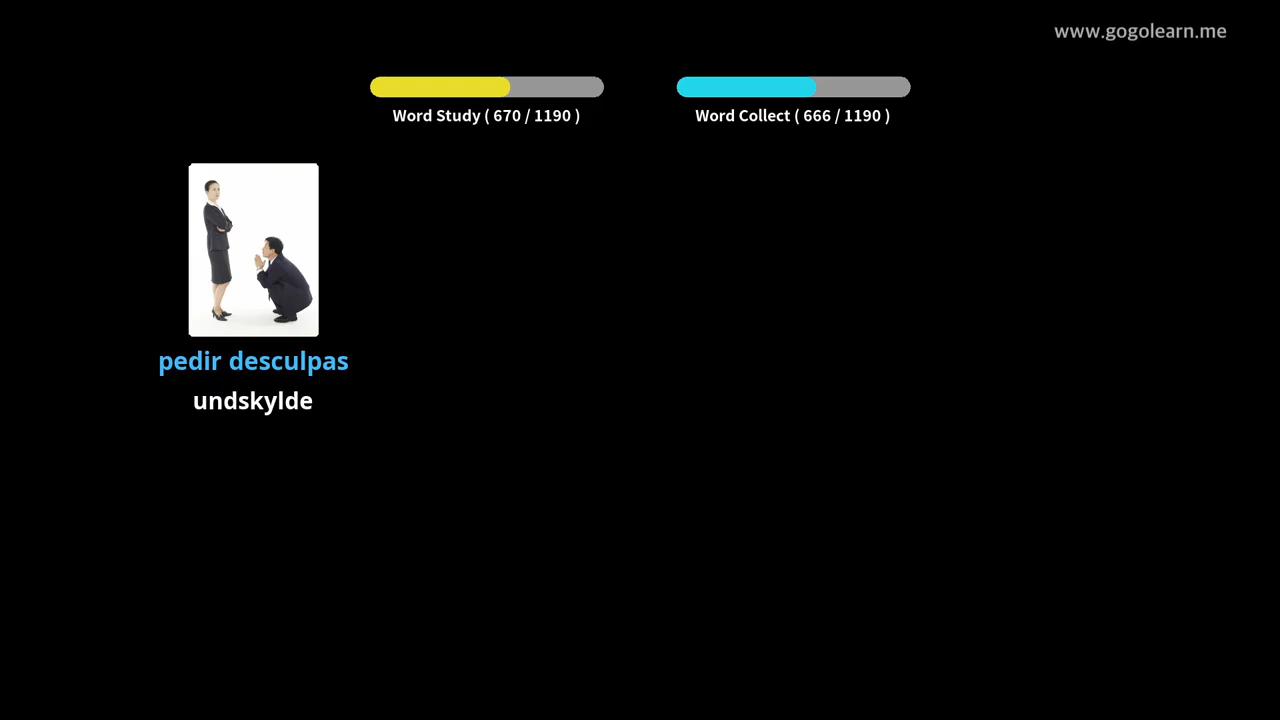 www.gogolearn.me
Word Study ( 670 / 1190 )
Word Collect ( 666 / 1190 )
pedir desculpas
undskylde